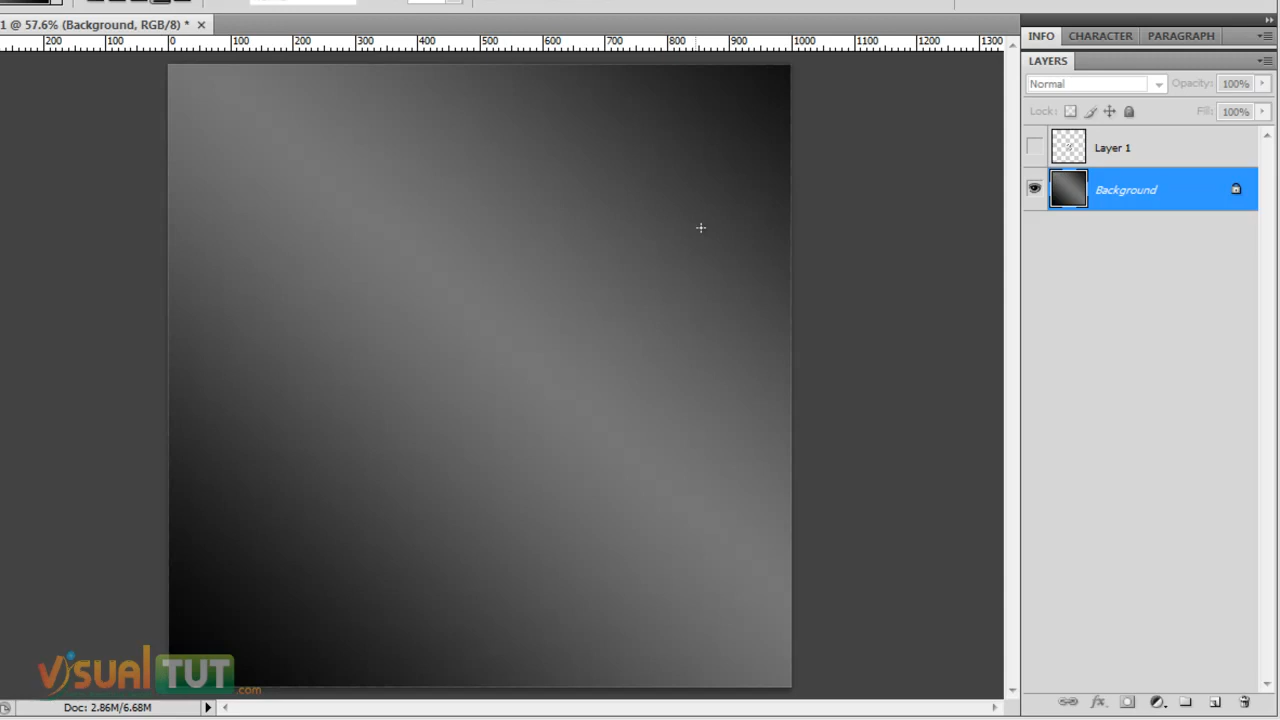 1 @ 57.6% (Background, RGB/8) * ×
200 100 0 100 200 300 400 500 600 700 800 900 1000 1100 1200 1300
INFO CHARACTER PARAGRAPH
LAYERS
Normal Opacity: 100%
Lock: Fill: 100%
Layer 1
Background
visual TUT .com
Doc: 2.86M/6.68M